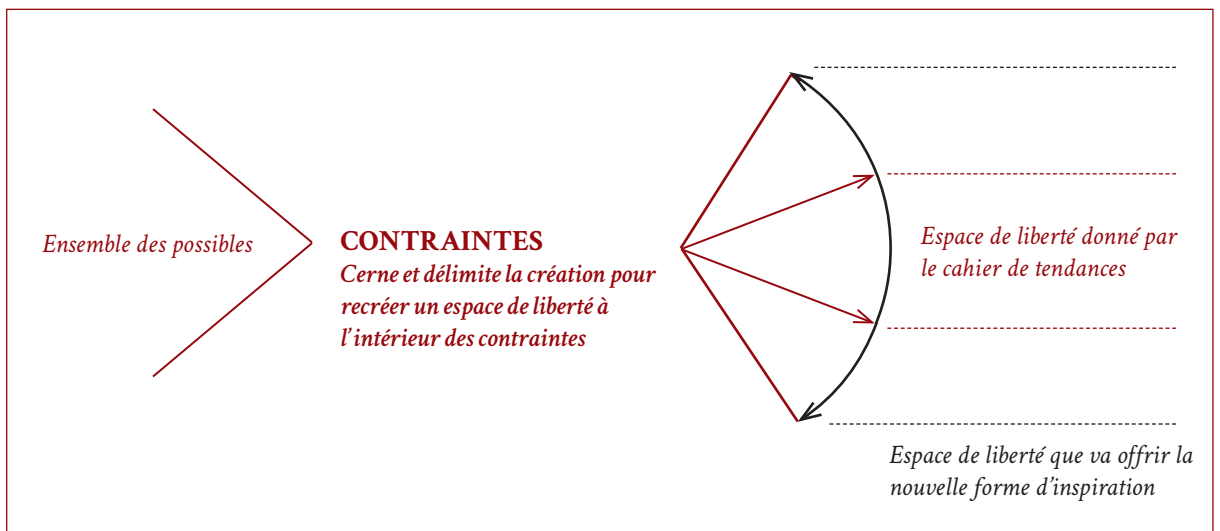 Ensemble des possibles
CONTRAINTES
Cerne et délimite la création pour
recréer un espace de liberté à
l’intérieur des contraintes
Espace de liberté donné par
le cahier de tendances
Espace de liberté que va offrir la
nouvelle forme d’inspiration